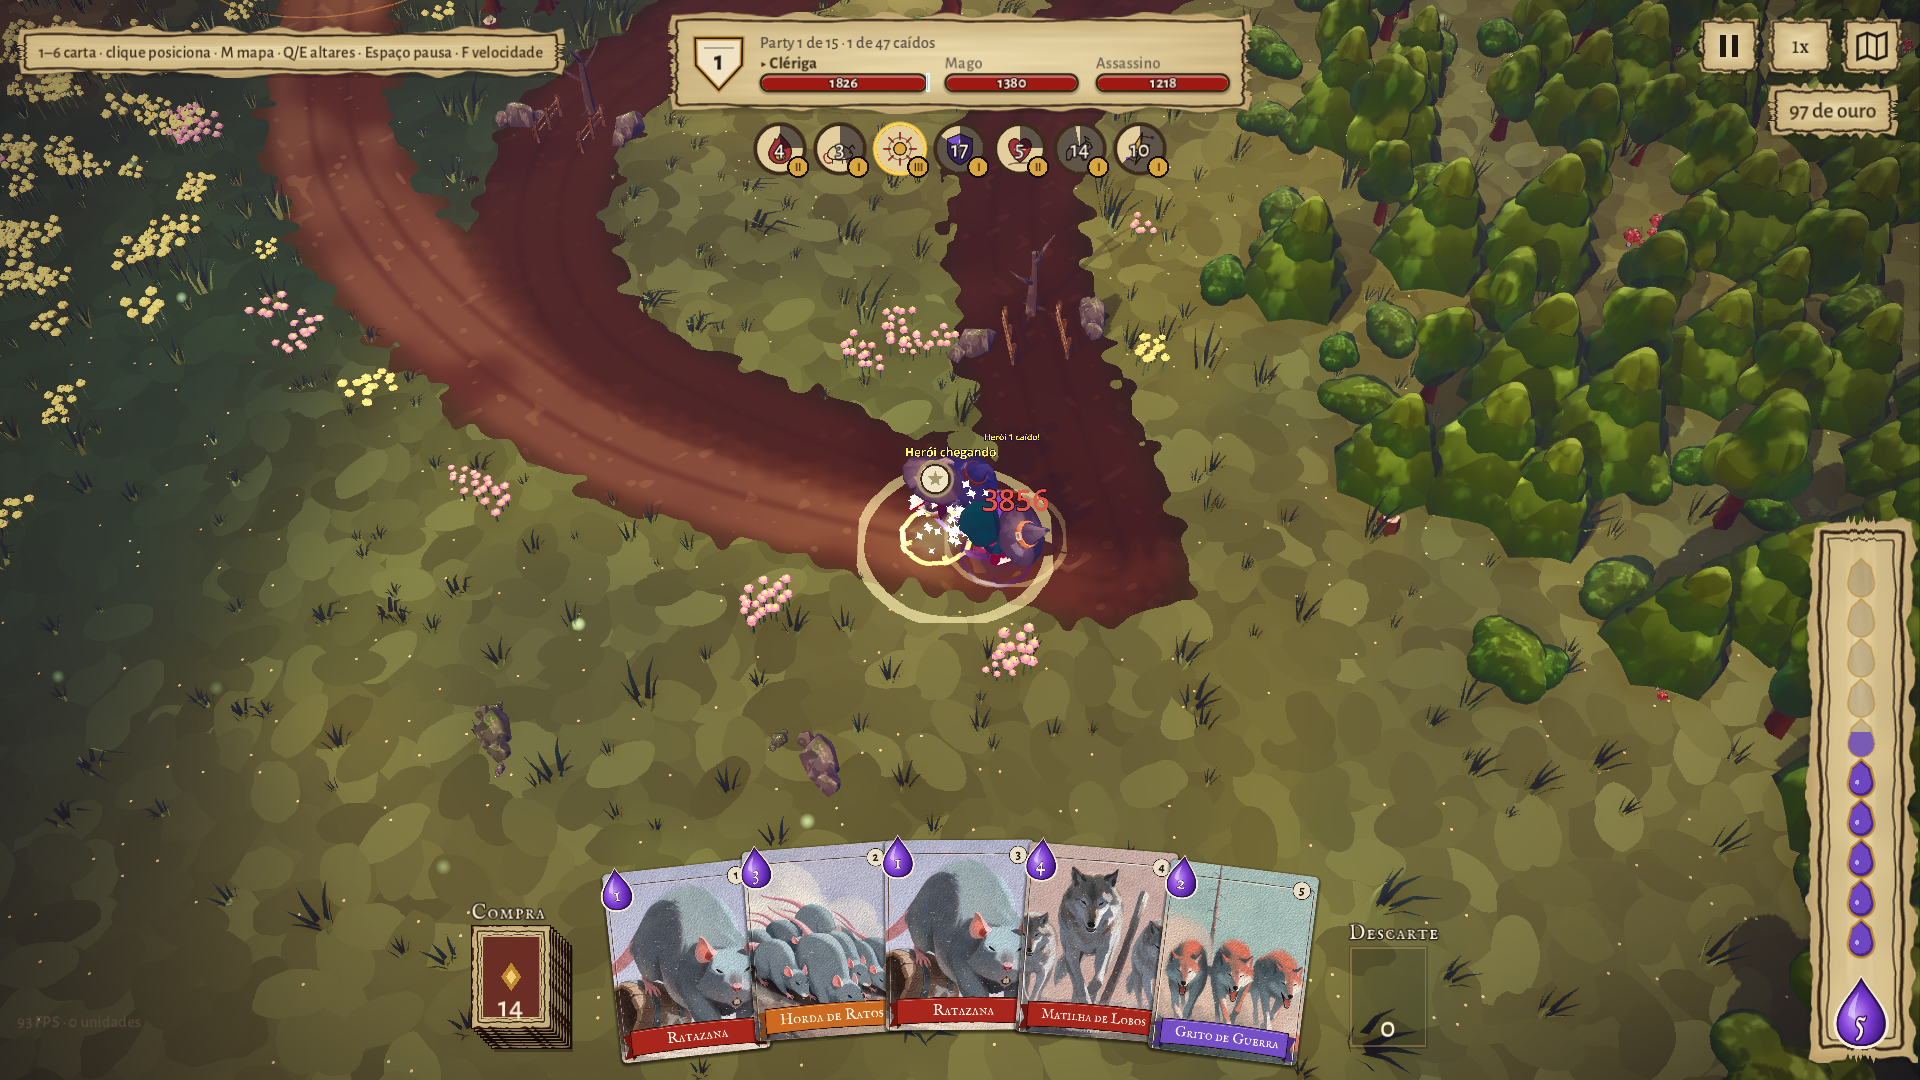 1–6 carta · clique posiciona · M mapa · Q/E altares · Espaço pausa · F velocidade
1
Party 1 de 15 · 1 de 47 caídos
▸ Clériga
Mago
Assassino
1826
1380
1218
1x
97 de ouro
4
II
3
I
III
17
I
5
II
14
I
10
I
Herói 1 caído!
Herói chegando
3856
1
1
Ratazana
3
2
Horda de Ratos
1
3
Ratazana
4
4
Matilha de Lobos
2
5
Grito de Guerra
Compra
14
Descarte
0
5
93 FPS · 0 unidades